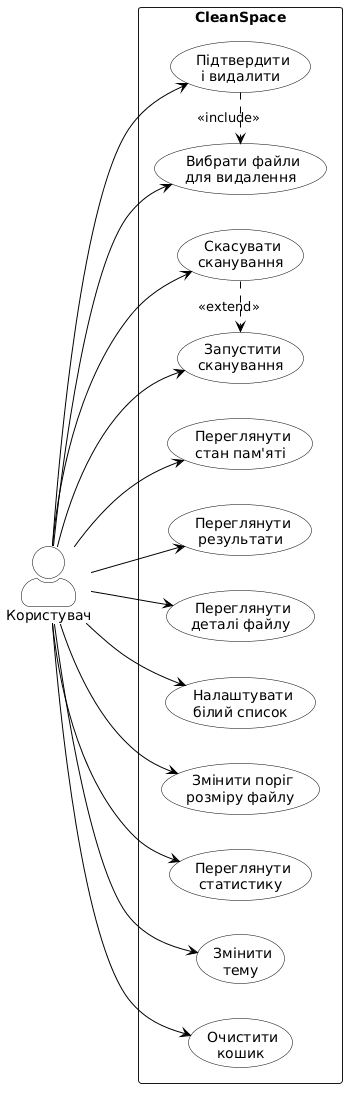 CleanSpace
Підтвердити
і видалити
«include»
Вибрати файли
для видалення
Скасувати
сканування
«extend»
Запустити
сканування
Переглянути
стан пам'яті
Переглянути
результати
Користувач
Переглянути
деталі файлу
Налаштувати
білий список
Змінити поріг
розміру файлу
Переглянути
статистику
Змінити
тему
Очистити
кошик